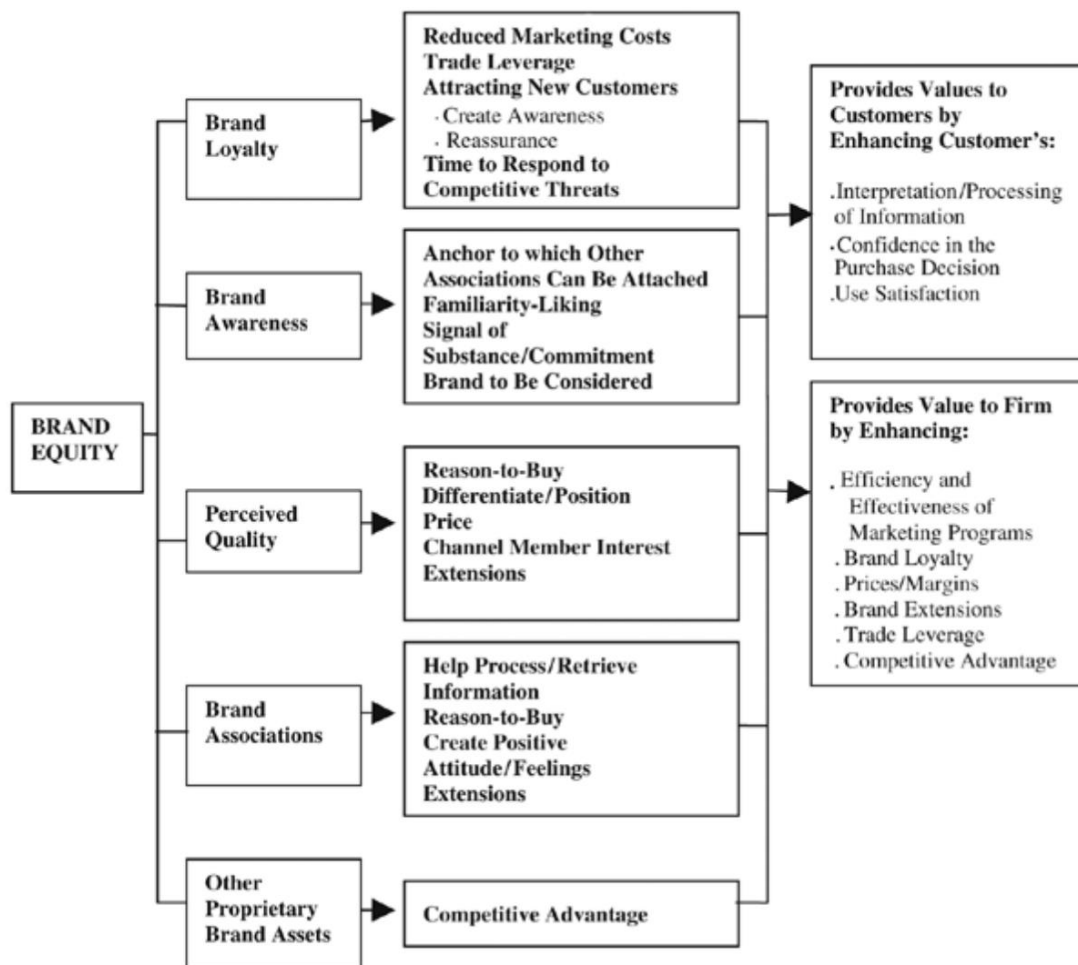 BRAND
EQUITY
Brand
Loyalty
Reduced Marketing Costs
Trade Leverage
Attracting New Customers
. Create Awareness
. Reassurance
Time to Respond to
Competitive Threats
Brand
Awareness
Anchor to which Other
Associations Can Be Attached
Familiarity-Liking
Signal of
Substance/Commitment
Brand to Be Considered
Perceived
Quality
Reason-to-Buy
Differentiate/Position
Price
Channel Member Interest
Extensions
Brand
Associations
Help Process/Retrieve
Information
Reason-to-Buy
Create Positive
Attitude/Feelings
Extensions
Other
Proprietary
Brand Assets
Competitive Advantage
Provides Values to
Customers by
Enhancing Customer's:
.Interpretation/Processing
of Information
.Confidence in the
Purchase Decision
.Use Satisfaction
Provides Value to Firm
by Enhancing:
. Efficiency and
Effectiveness of
Marketing Programs
. Brand Loyalty
. Prices/Margins
. Brand Extensions
. Trade Leverage
. Competitive Advantage